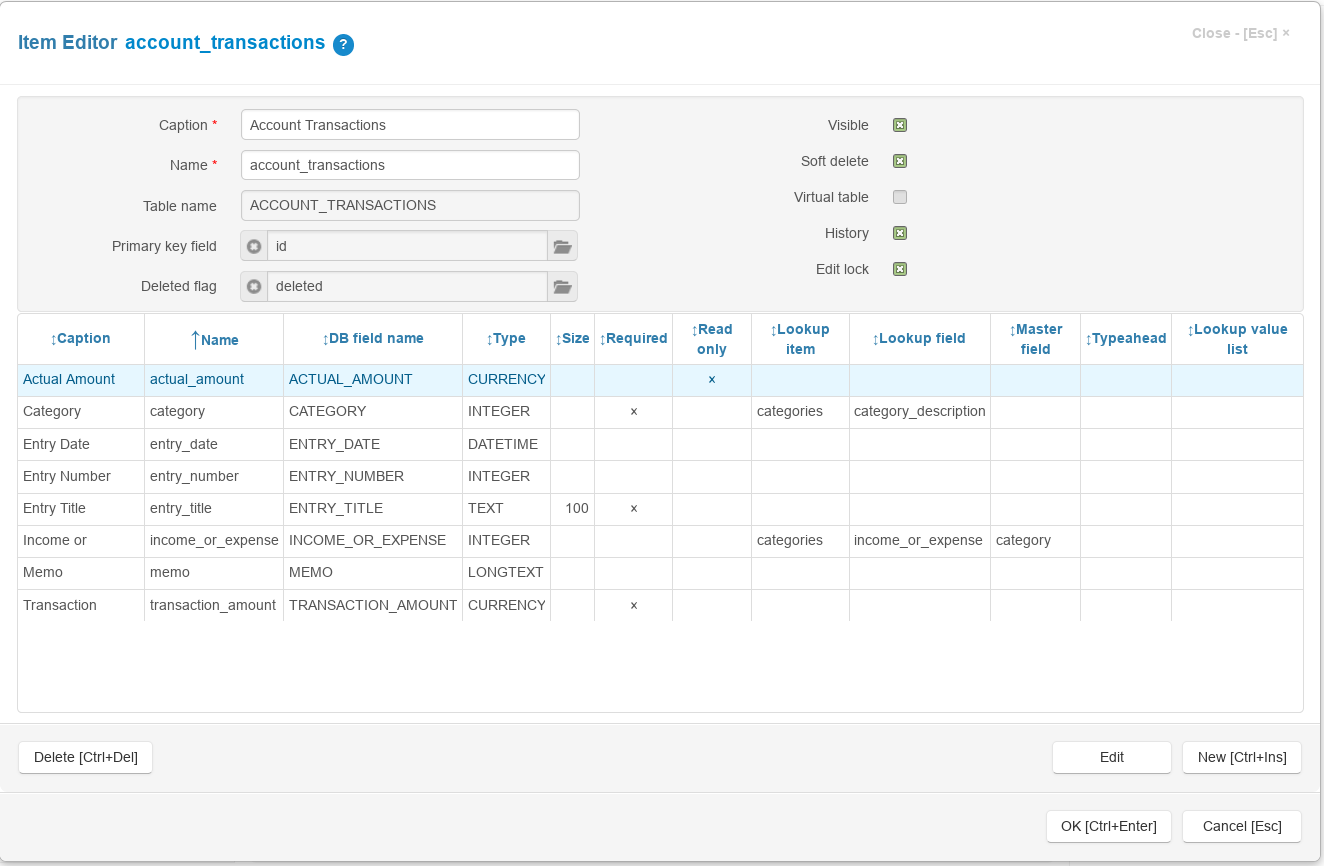 Item Editor account_transactions ?
Close - [Esc] ×
Caption * Account Transactions
Name * account_transactions
Table name ACCOUNT_TRANSACTIONS
Primary key field id
Deleted flag deleted
Visible
Soft delete
Virtual table
History
Edit lock
↕Caption ↑Name ↕DB field name ↕Type ↕Size ↕Required ↕Read only ↕Lookup item ↕Lookup field ↕Master field ↕Typeahead ↕Lookup value list
Actual Amount actual_amount ACTUAL_AMOUNT CURRENCY ×
Category category CATEGORY INTEGER × categories category_description
Entry Date entry_date ENTRY_DATE DATETIME
Entry Number entry_number ENTRY_NUMBER INTEGER
Entry Title entry_title ENTRY_TITLE TEXT 100 ×
Income or income_or_expense INCOME_OR_EXPENSE INTEGER categories income_or_expense category
Memo memo MEMO LONGTEXT
Transaction transaction_amount TRANSACTION_AMOUNT CURRENCY ×
Delete [Ctrl+Del] Edit New [Ctrl+Ins]
OK [Ctrl+Enter] Cancel [Esc]